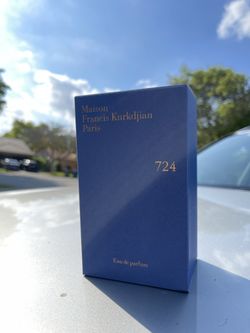 Maison
Francis Kurkdjian
Paris
724
Eau de parfum